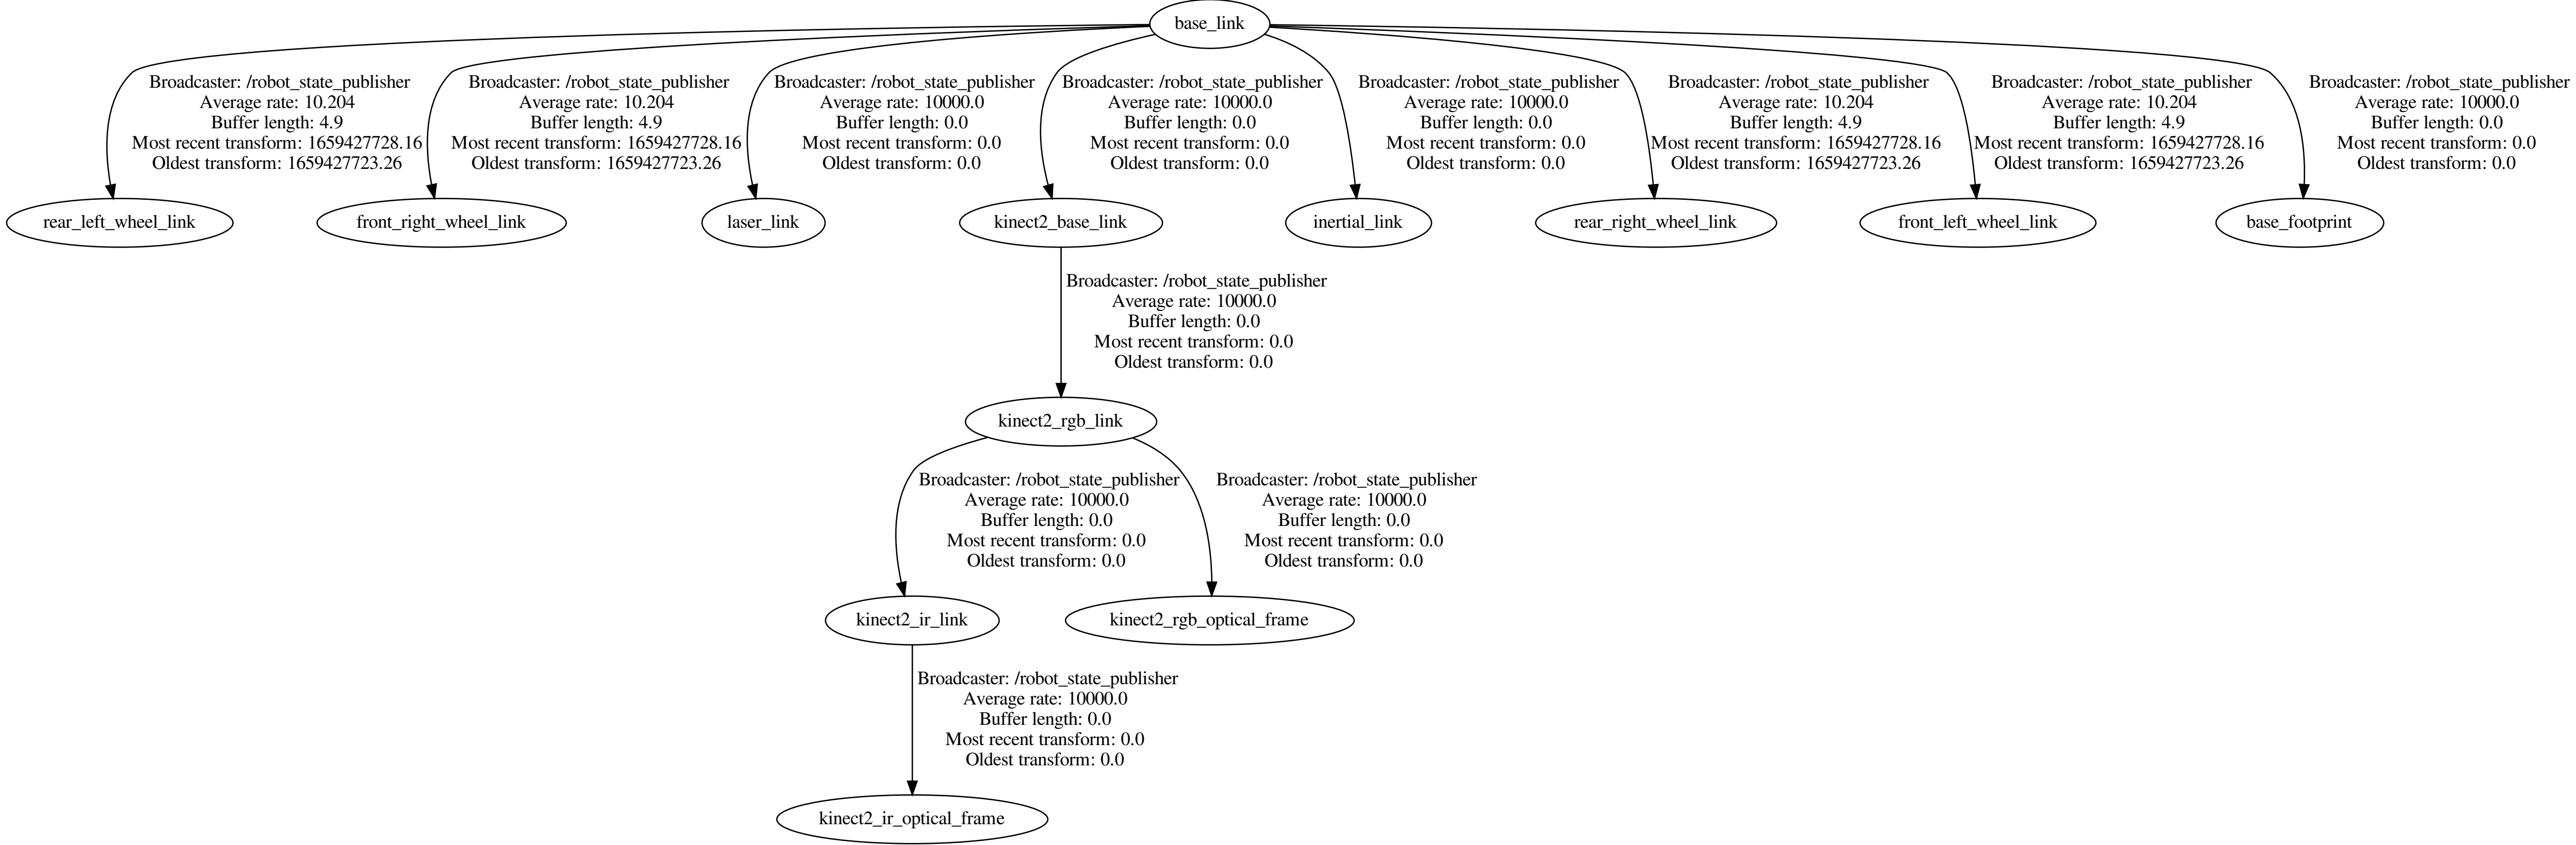 base_link
Broadcaster: /robot_state_publisher
Average rate: 10.204
Buffer length: 4.9
Most recent transform: 1659427728.16
Oldest transform: 1659427723.26
Broadcaster: /robot_state_publisher
Average rate: 10.204
Buffer length: 4.9
Most recent transform: 1659427728.16
Oldest transform: 1659427723.26
Broadcaster: /robot_state_publisher
Average rate: 10000.0
Buffer length: 0.0
Most recent transform: 0.0
Oldest transform: 0.0
Broadcaster: /robot_state_publisher
Average rate: 10000.0
Buffer length: 0.0
Most recent transform: 0.0
Oldest transform: 0.0
Broadcaster: /robot_state_publisher
Average rate: 10000.0
Buffer length: 0.0
Most recent transform: 0.0
Oldest transform: 0.0
Broadcaster: /robot_state_publisher
Average rate: 10.204
Buffer length: 4.9
Most recent transform: 1659427728.16
Oldest transform: 1659427723.26
Broadcaster: /robot_state_publisher
Average rate: 10.204
Buffer length: 4.9
Most recent transform: 1659427728.16
Oldest transform: 1659427723.26
Broadcaster: /robot_state_publisher
Average rate: 10000.0
Buffer length: 0.0
Most recent transform: 0.0
Oldest transform: 0.0
rear_left_wheel_link
front_right_wheel_link
laser_link
kinect2_base_link
inertial_link
rear_right_wheel_link
front_left_wheel_link
base_footprint
Broadcaster: /robot_state_publisher
Average rate: 10000.0
Buffer length: 0.0
Most recent transform: 0.0
Oldest transform: 0.0
kinect2_rgb_link
Broadcaster: /robot_state_publisher
Average rate: 10000.0
Buffer length: 0.0
Most recent transform: 0.0
Oldest transform: 0.0
Broadcaster: /robot_state_publisher
Average rate: 10000.0
Buffer length: 0.0
Most recent transform: 0.0
Oldest transform: 0.0
kinect2_ir_link
kinect2_rgb_optical_frame
Broadcaster: /robot_state_publisher
Average rate: 10000.0
Buffer length: 0.0
Most recent transform: 0.0
Oldest transform: 0.0
kinect2_ir_optical_frame